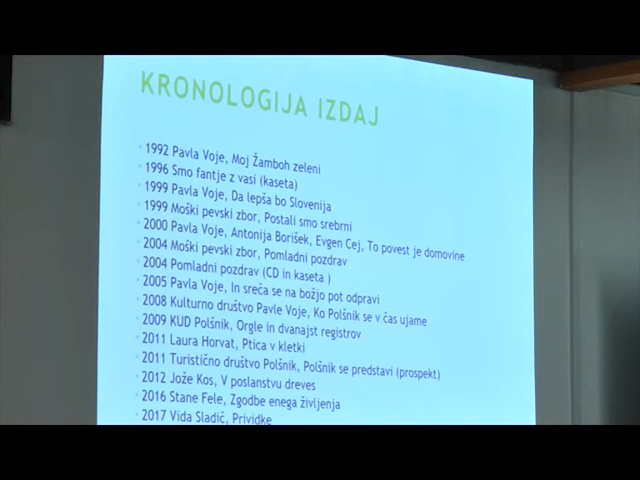 KRONOLOGIJA IZDAJ
1992 Pavla Voje, Moj Žamboh zeleni
1996 Smo fantje z vasi (kaseta)
1999 Pavla Voje, Da lepša bo Slovenija
1999 Moški pevski zbor, Postali smo srebrni
2000 Pavla Voje, Antonija Borišek, Evgen Cej, To povest je domovine
2004 Moški pevski zbor, Pomladni pozdrav
2004 Pomladni pozdrav (CD in kaseta )
2005 Pavla Voje, In sreča se na božjo pot odpravi
2008 Kulturno društvo Pavle Voje, Ko Polšnik se v čas ujame
2009 KUD Polšnik, Orgle in dvanajst registrov
2011 Laura Horvat, Ptica v kletki
2011 Turistično društvo Polšnik, Polšnik se predstavi (prospekt)
2012 Jože Kos, V poslanstvu dreves
2016 Stane Fele, Zgodbe enega življenja
2017 Vida Sladič, Prividke